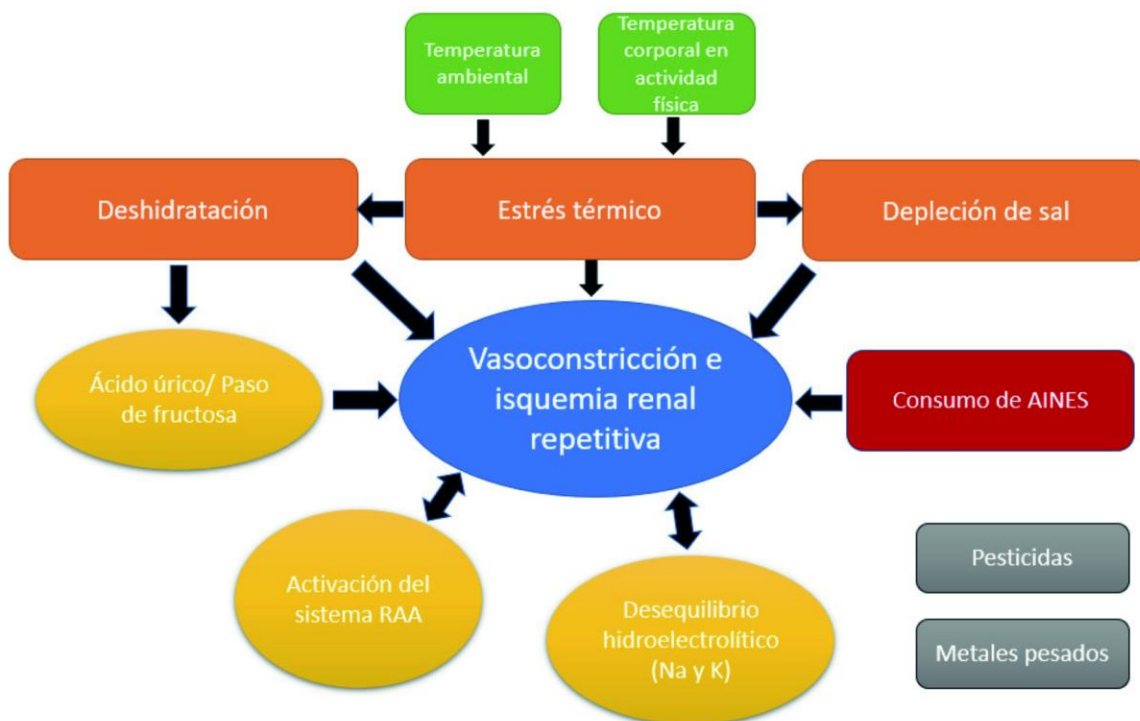 Temperatura
ambiental
Temperatura
corporal en
actividad
física
Deshidratación
Estrés térmico
Depleción de sal
Ácido úrico/ Paso
de fructosa
Vasoconstricción e
isquemia renal
repetitiva
Consumo de AINES
Activación del
sistema RAA
Desequilibrio
hidroelectrolítico
(Na y K)
Pesticidas
Metales pesados